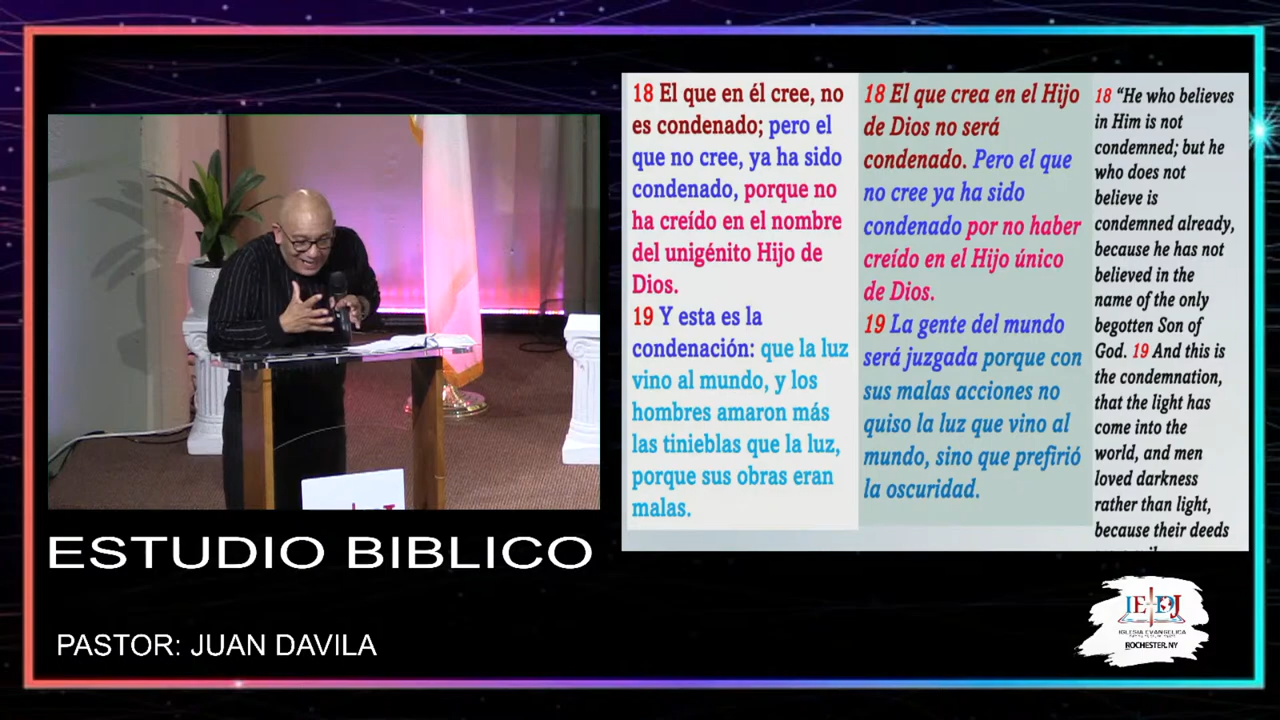 18 El que en él cree, no
es condenado; pero el
que no cree, ya ha sido
condenado, porque no
ha creído en el nombre
del unigénito Hijo de
Dios.
19 Y esta es la
condenación: que la luz
vino al mundo, y los
hombres amaron más
las tinieblas que la luz,
porque sus obras eran
malas.
18 El que crea en el Hijo
de Dios no será
condenado. Pero el que
no cree ya ha sido
condenado por no haber
creído en el Hijo único
de Dios.
19 La gente del mundo
será juzgada porque con
sus malas acciones no
quiso la luz que vino al
mundo, sino que prefirió
la oscuridad.
18 “He who believes
in Him is not
condemned; but he
who does not
believe is
condemned already,
because he has not
believed in the
name of the only
begotten Son of
God. 19 And this is
the condemnation,
that the light has
come into the
world, and men
loved darkness
rather than light,
because their deeds
ESTUDIO BIBLICO
PASTOR: JUAN DAVILA
IGLESIA EVANGELICA
ROCHESTER, NY